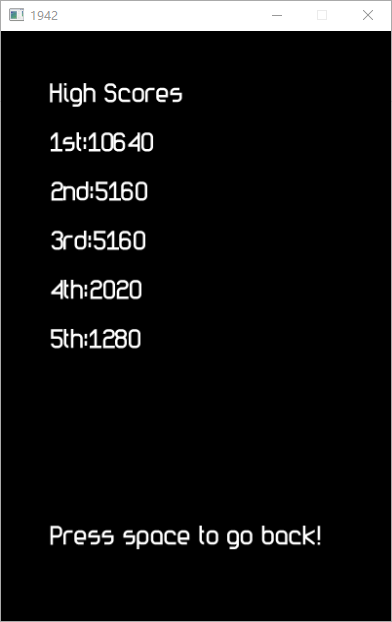 1942
High Scores
1st:10640
2nd:5160
3rd:5160
4th:2020
5th:1280
Press space to go back!